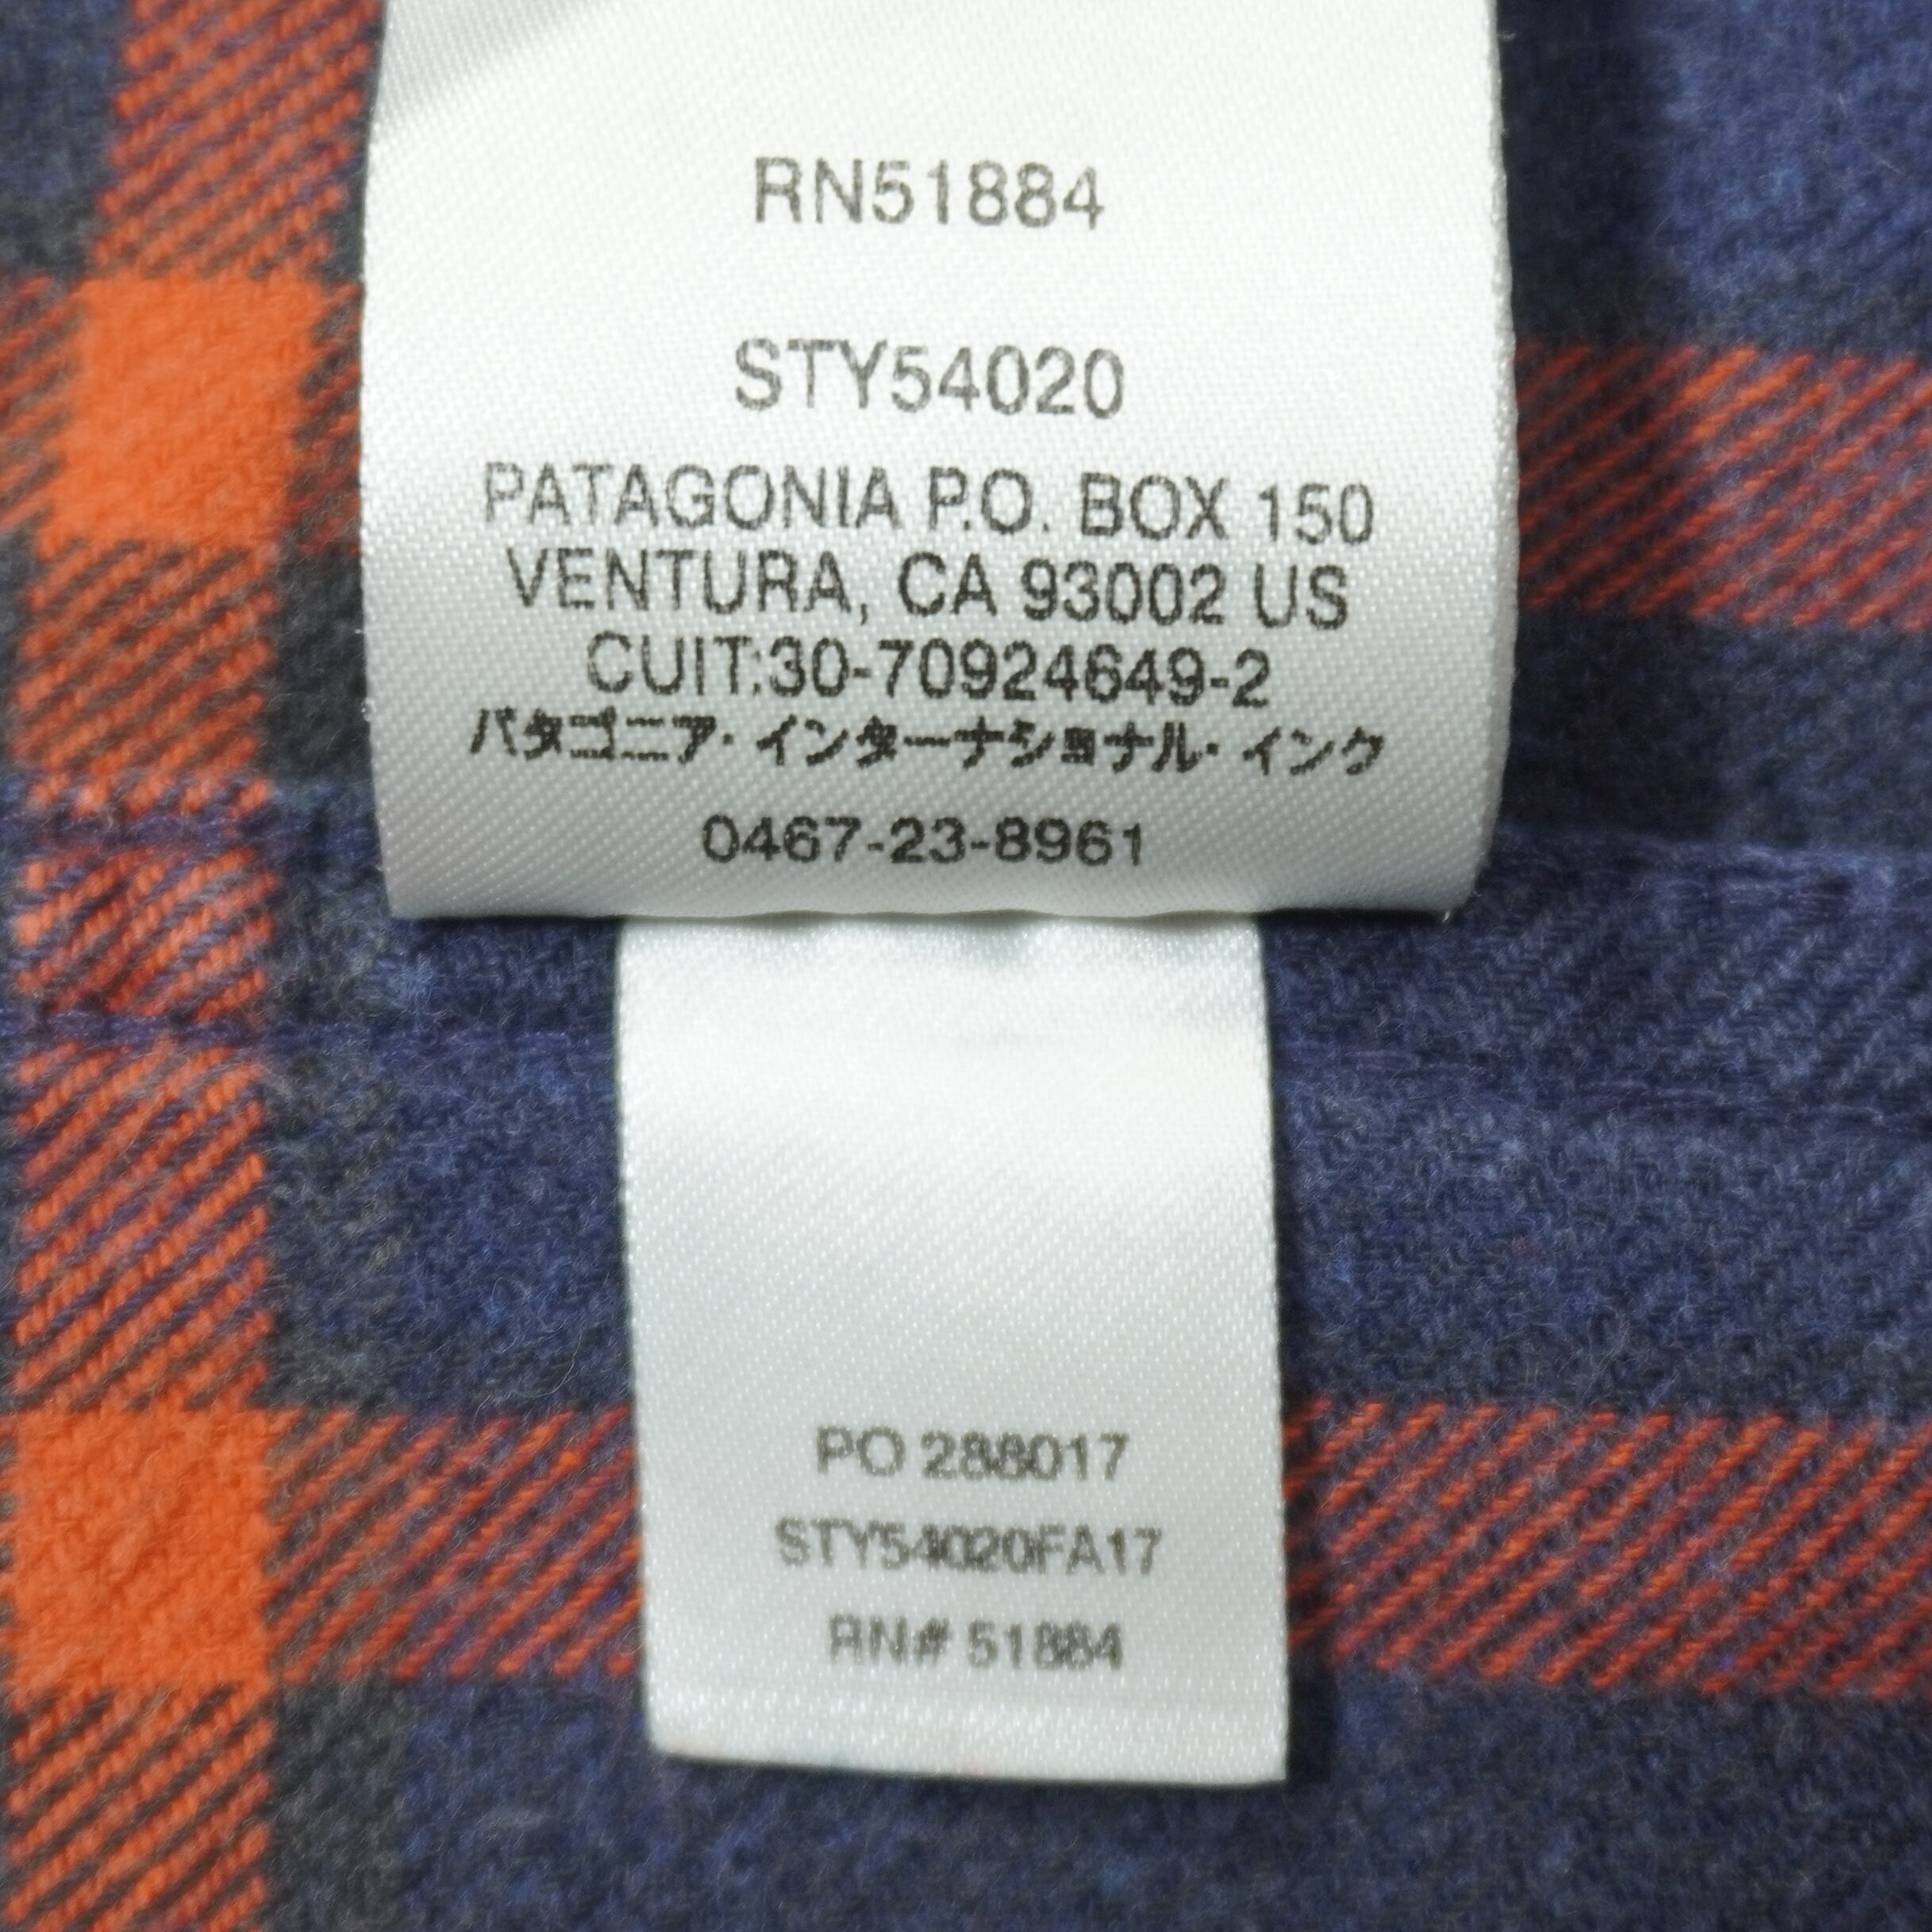 RN51884
STY54020
PATAGONIA P.O. BOX 150
VENTURA, CA 93002 US
CUIT:30-70924649-2
パタゴニア・インターナショナル・インク
0467-23-8961
PO 288017
STY54020FA17
RN# 51884